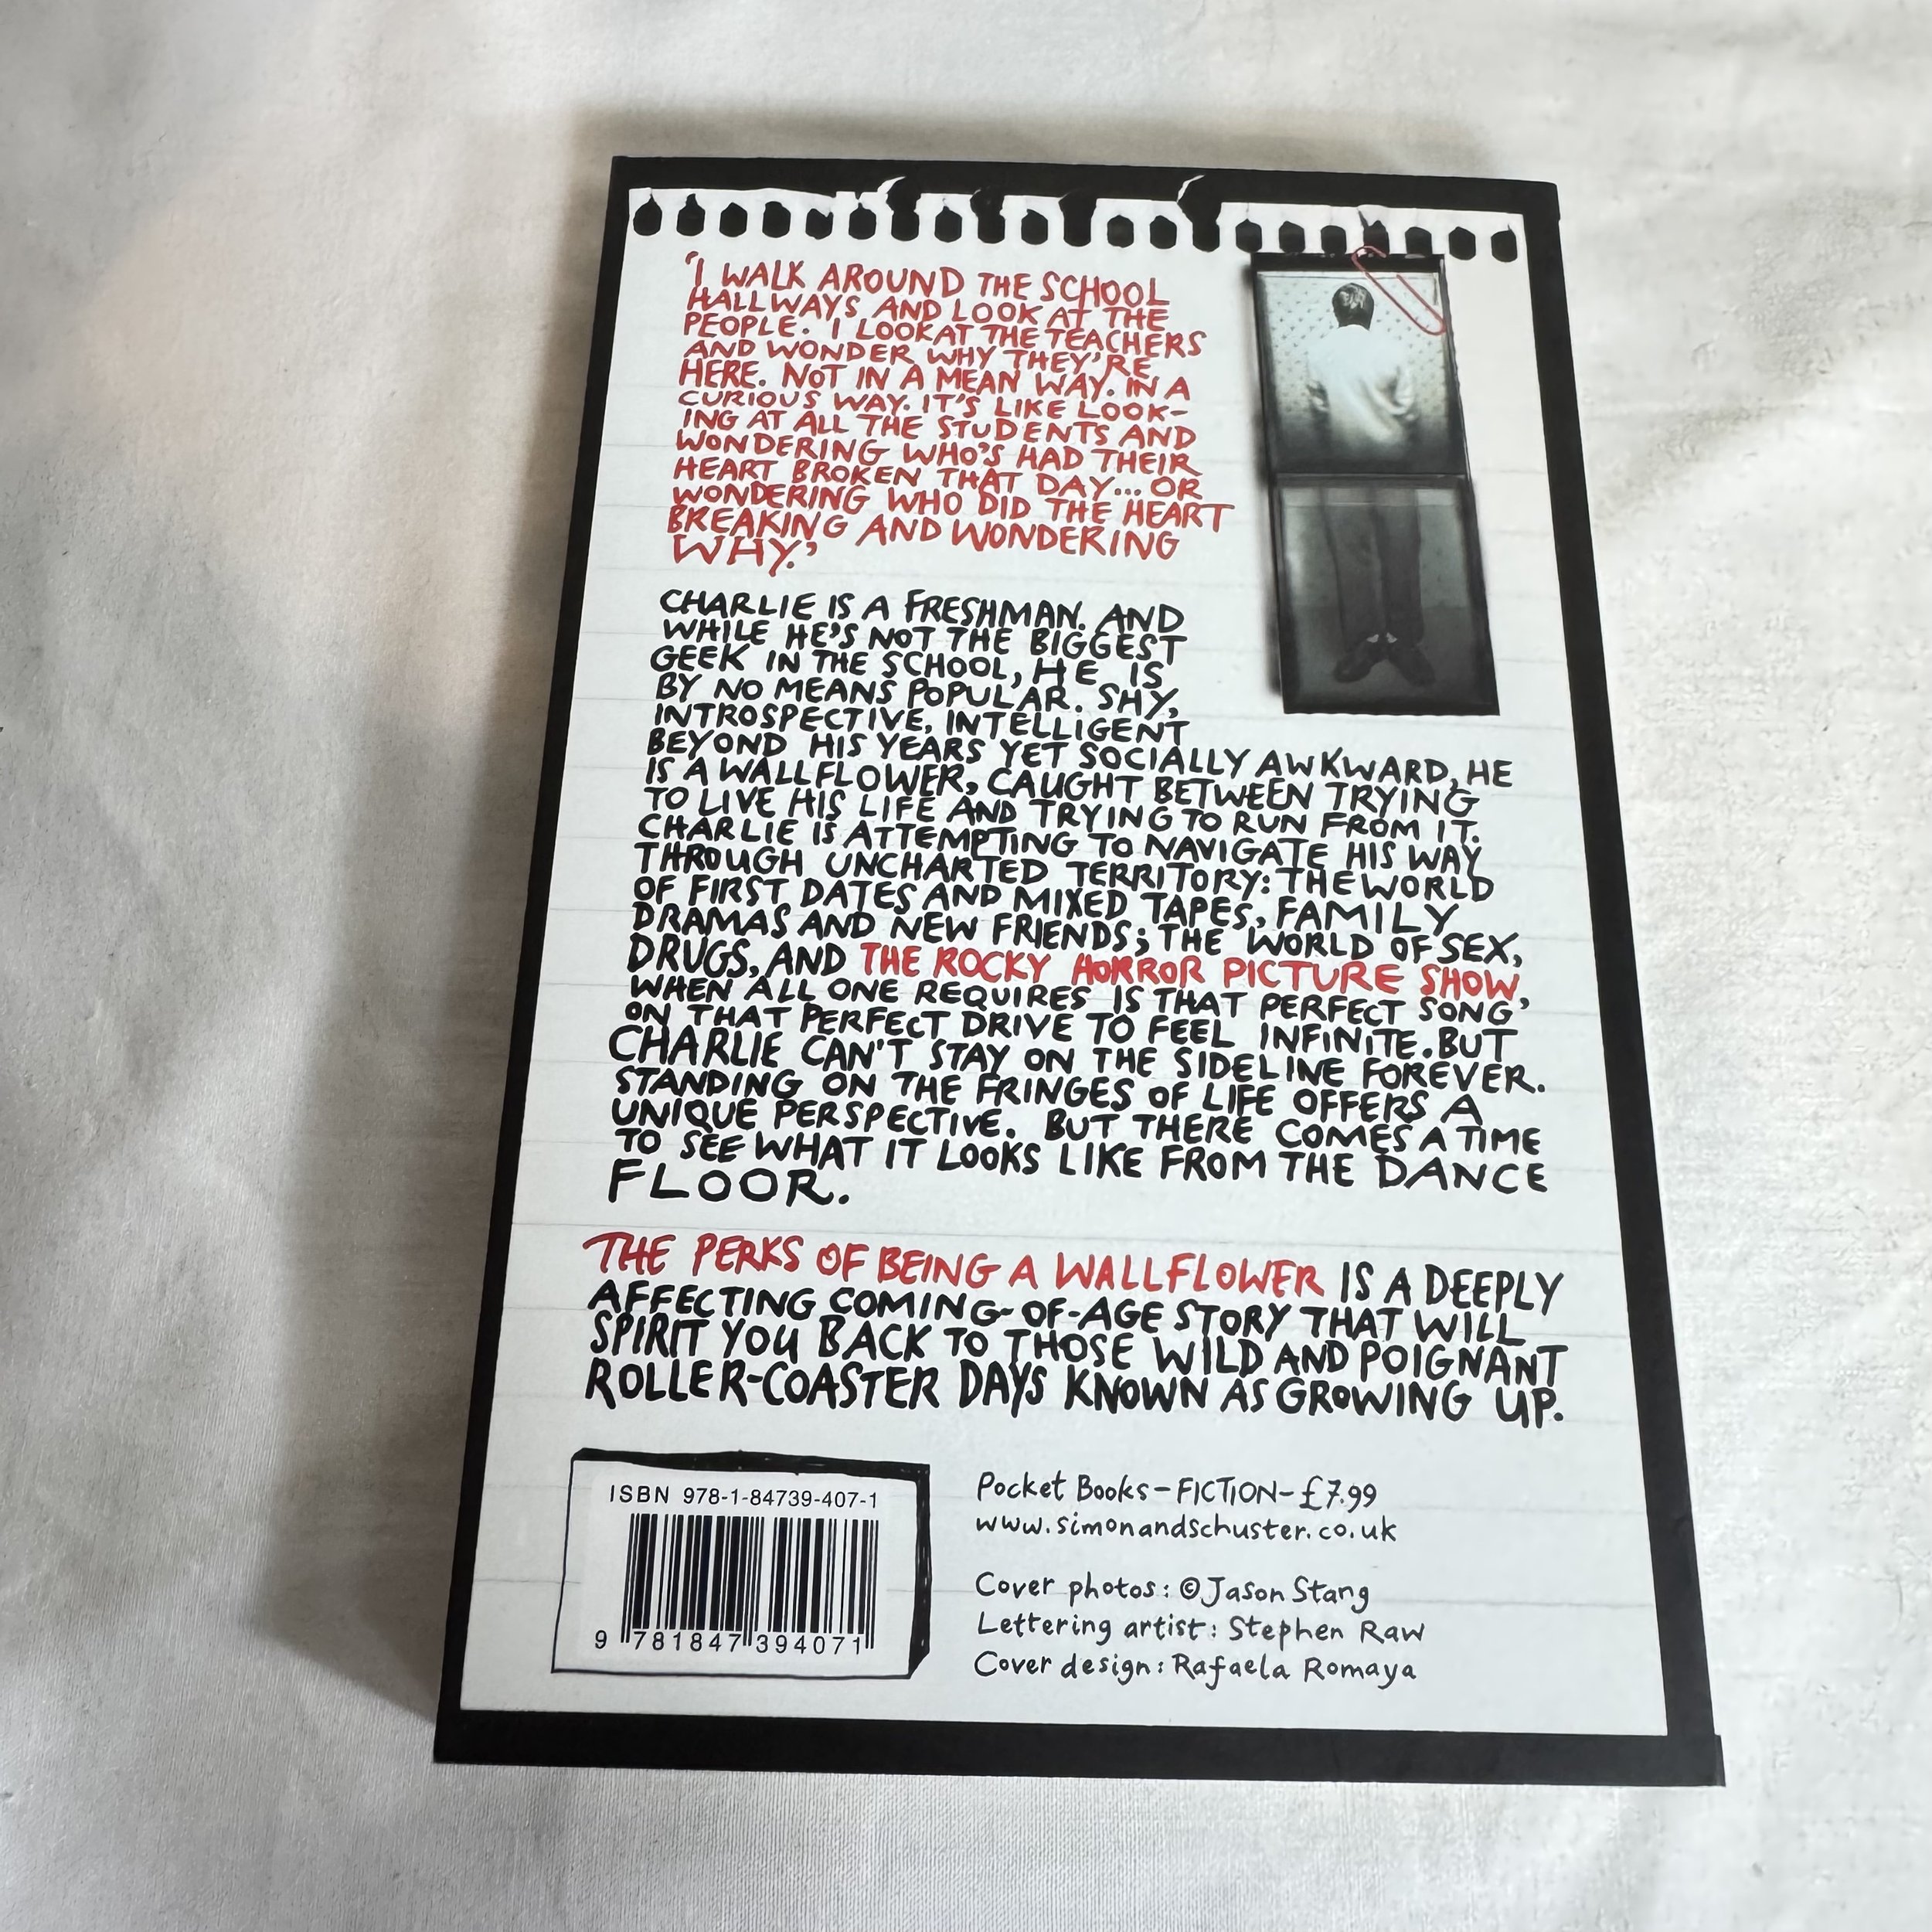 'I WALK AROUND THE SCHOOL
HALLWAYS AND LOOK AT THE
PEOPLE. I LOOK AT THE TEACHERS
AND WONDER WHY THEY'RE
HERE. NOT IN A MEAN WAY. IN A
CURIOUS WAY. IT'S LIKE LOOK-
ING AT ALL THE STUDENTS AND
WONDERING WHO'S HAD THEIR
HEART BROKEN THAT DAY... OR
WONDERING WHO DID THE HEART
BREAKING AND WONDERING
WHY.'
CHARLIE IS A FRESHMAN. AND
WHILE HE'S NOT THE BIGGEST
GEEK IN THE SCHOOL, HE IS
BY NO MEANS POPULAR. SHY,
INTROSPECTIVE, INTELLIGENT
BEYOND HIS YEARS YET SOCIALLY AWKWARD, HE
IS A WALLFLOWER, CAUGHT BETWEEN TRYING
TO LIVE HIS LIFE AND TRYING TO RUN FROM IT.
CHARLIE IS ATTEMPTING TO NAVIGATE HIS WAY
THROUGH UNCHARTED TERRITORY: THE WORLD
OF FIRST DATES AND MIXED TAPES, FAMILY
DRAMAS AND NEW FRIENDS; THE WORLD OF SEX,
DRUGS, AND THE ROCKY HORROR PICTURE SHOW,
WHEN ALL ONE REQUIRES IS THAT PERFECT SONG
ON THAT PERFECT DRIVE TO FEEL INFINITE. BUT
CHARLIE CAN'T STAY ON THE SIDELINE FOREVER.
STANDING ON THE FRINGES OF LIFE OFFERS A
UNIQUE PERSPECTIVE. BUT THERE COMES A TIME
TO SEE WHAT IT LOOKS LIKE FROM THE DANCE
FLOOR.
THE PERKS OF BEING A WALLFLOWER IS A DEEPLY
AFFECTING COMING-OF-AGE STORY THAT WILL
SPIRIT YOU BACK TO THOSE WILD AND POIGNANT
ROLLER-COASTER DAYS KNOWN AS GROWING UP.
ISBN 978-1-84739-407-1
9 781847 394071
Pocket Books - FICTION - £7.99
www.simonandschuster.co.uk
Cover photos: © Jason Stang
Lettering artist: Stephen Raw
Cover design: Rafaela Romaya